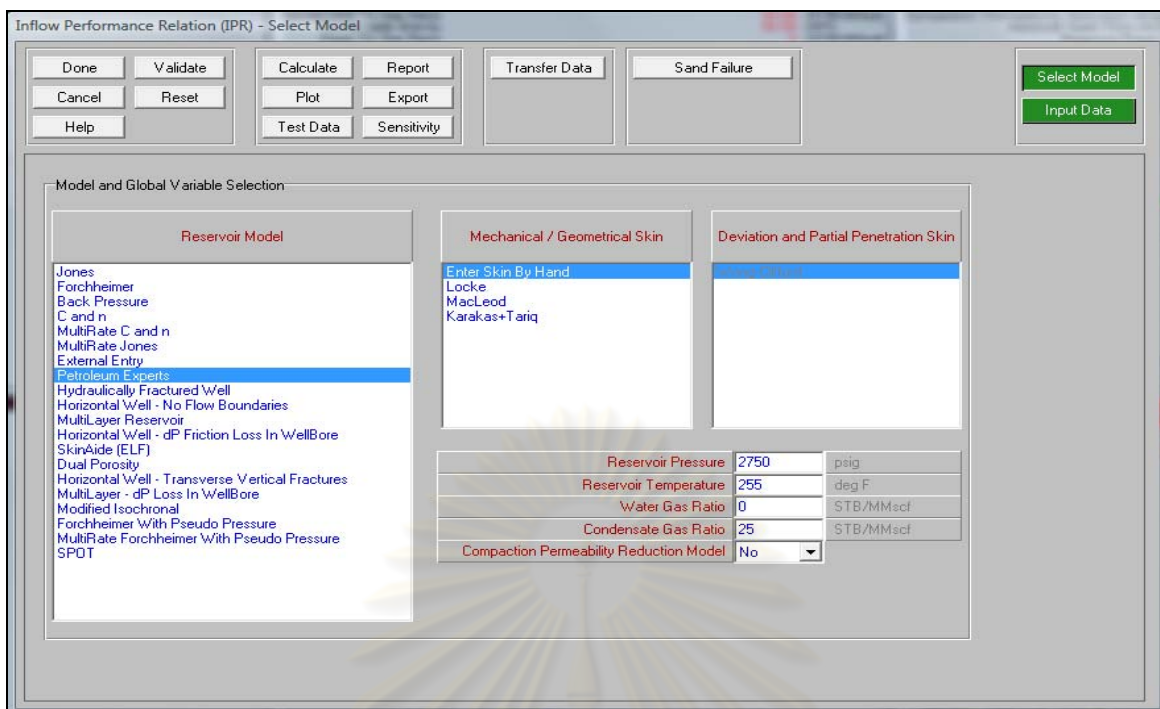 Inflow Performance Relation (IPR) - Select Model
Done
Validate
Cancel
Reset
Help
Calculate
Report
Plot
Export
Test Data
Sensitivity
Transfer Data
Sand Failure
Select Model
Input Data
Model and Global Variable Selection
Reservoir Model
Jones
Forchheimer
Back Pressure
C and n
MultiRate C and n
MultiRate Jones
External Entry
Petroleum Experts
Hydraulically Fractured Well
Horizontal Well - No Flow Boundaries
MultiLayer Reservoir
Horizontal Well - dP Friction Loss In WellBore
SkinAide (ELF)
Dual Porosity
Horizontal Well - Transverse Vertical Fractures
MultiLayer - dP Loss In WellBore
Modified Isochronal
Forchheimer With Pseudo Pressure
MultiRate Forchheimer With Pseudo Pressure
SPOT
Mechanical / Geometrical Skin
Enter Skin By Hand
Locke
MacLeod
Karakas+Tariq
Deviation and Partial Penetration Skin
Reservoir Pressure 2750 psig
Reservoir Temperature 255 deg F
Water Gas Ratio 0 STB/MMscf
Condensate Gas Ratio 25 STB/MMscf
Compaction Permeability Reduction Model No